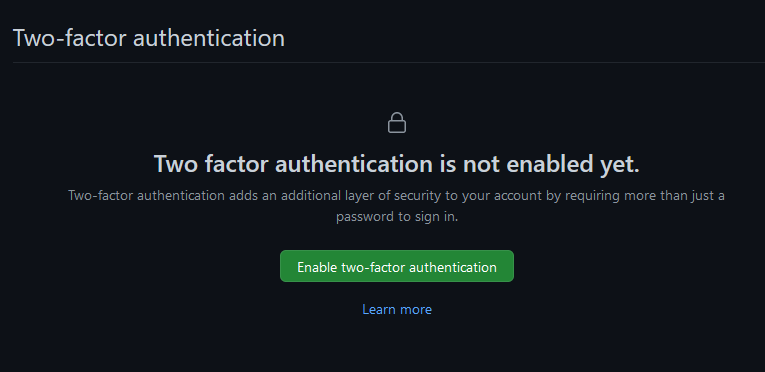 Two-factor authentication
Two factor authentication is not enabled yet.
Two-factor authentication adds an additional layer of security to your account by requiring more than just a
password to sign in.
Enable two-factor authentication
Learn more